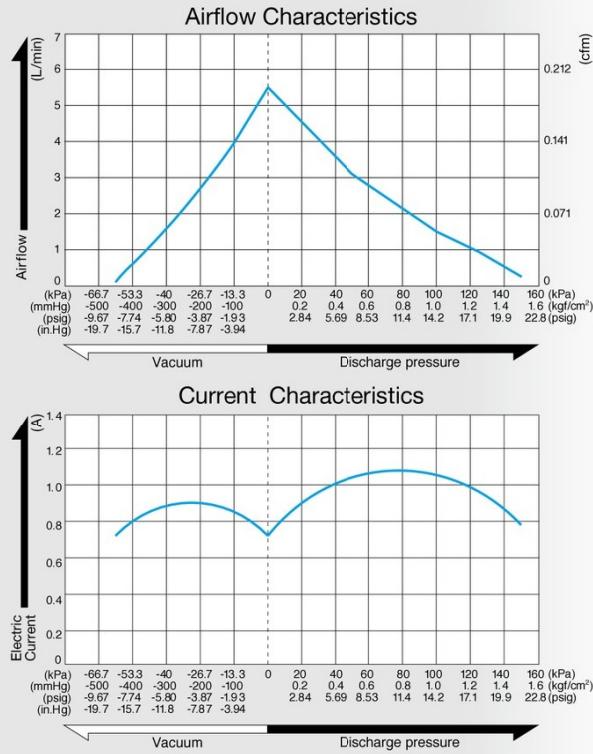 Airflow Characteristics
(L/min)
(cfm)
7
6
5
4
3
2
1
0
0.212
0.141
0.071
0
Airflow
(kPa) -66.7 -53.3 -40 -26.7 -13.3 0 20 40 60 80 100 120 140 160 (kPa)
(mmHg) -500 -400 -300 -200 -100 0.2 0.4 0.6 0.8 1.0 1.2 1.4 1.6 (kgf/cm²)
(psig) -9.67 -7.74 -5.80 -3.87 -1.93 2.84 5.69 8.53 11.4 14.2 17.1 19.9 22.8 (psig)
(in.Hg) -19.7 -15.7 -11.8 -7.87 -3.94
Vacuum Discharge pressure
Current Characteristics
(A)
1.4
1.2
1.0
0.8
0.6
0.4
0.2
0
Electric
Current
(kPa) -66.7 -53.3 -40 -26.7 -13.3 0 20 40 60 80 100 120 140 160 (kPa)
(mmHg) -500 -400 -300 -200 -100 0.2 0.4 0.6 0.8 1.0 1.2 1.4 1.6 (kgf/cm²)
(psig) -9.67 -7.74 -5.80 -3.87 -1.93 2.84 5.69 8.53 11.4 14.2 17.1 19.9 22.8 (psig)
(in.Hg) -19.7 -15.7 -11.8 -7.87 -3.94
Vacuum Discharge pressure